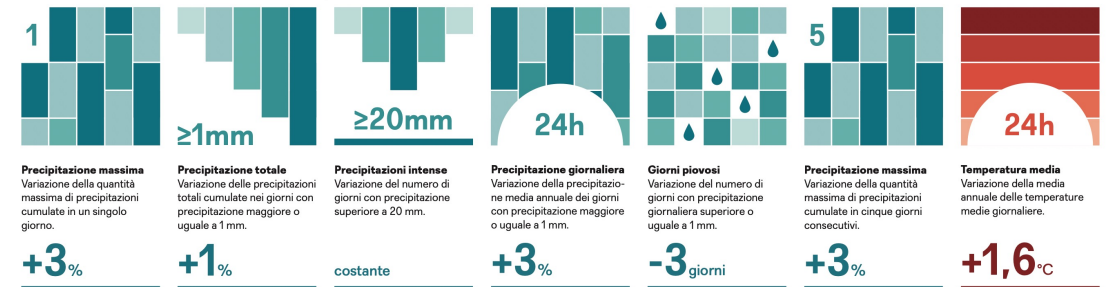 1
Precipitazione massima
Variazione della quantità
massima di precipitazioni
cumulate in un singolo
giorno.
+3%
≥1mm
Precipitazione totale
Variazione delle precipitazioni
totali cumulate nei giorni con
precipitazione maggiore o
uguale a 1 mm.
+1%
≥20mm
Precipitazioni intense
Variazione del numero di
giorni con precipitazione
superiore a 20 mm.
costante
24h
Precipitazione giornaliera
Variazione della precipitazio-
ne media annuale dei giorni
con precipitazione maggiore
o uguale a 1 mm.
+3%
Giorni piovosi
Variazione del numero di
giorni con precipitazione
giornaliera superiore o
uguale a 1 mm.
-3giorni
5
Precipitazione massima
Variazione della quantità
massima di precipitazioni
cumulate in cinque giorni
consecutivi.
+3%
24h
Temperatura media
Variazione della media
annuale delle temperature
medie giornaliere.
+1,6°C